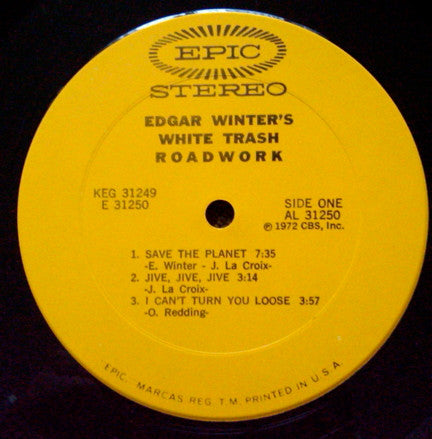 EPIC
STEREO
EDGAR WINTER'S
WHITE TRASH
ROADWORK
KEG 31249
E 31250
SIDE ONE
AL 31250
℗ 1972 CBS, Inc.
1. SAVE THE PLANET 7:35
-E. Winter - J. La Croix-
2. JIVE, JIVE, JIVE 3:14
-J. La Croix-
3. I CAN'T TURN YOU LOOSE 3:57
-O. Redding-
EPIC. MARCAS REG. T.M. PRINTED IN U.S.A.